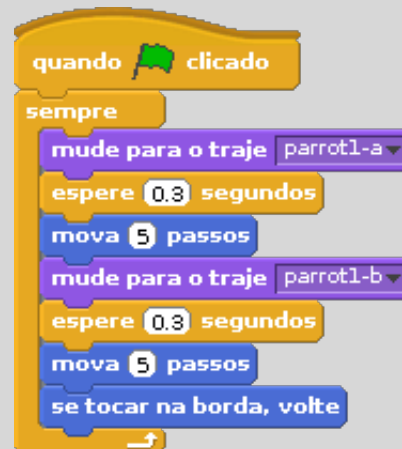 quando clicado
sempre
mude para o traje parrot1-a
espere 0.3 segundos
mova 5 passos
mude para o traje parrot1-b
espere 0.3 segundos
mova 5 passos
se tocar na borda, volte